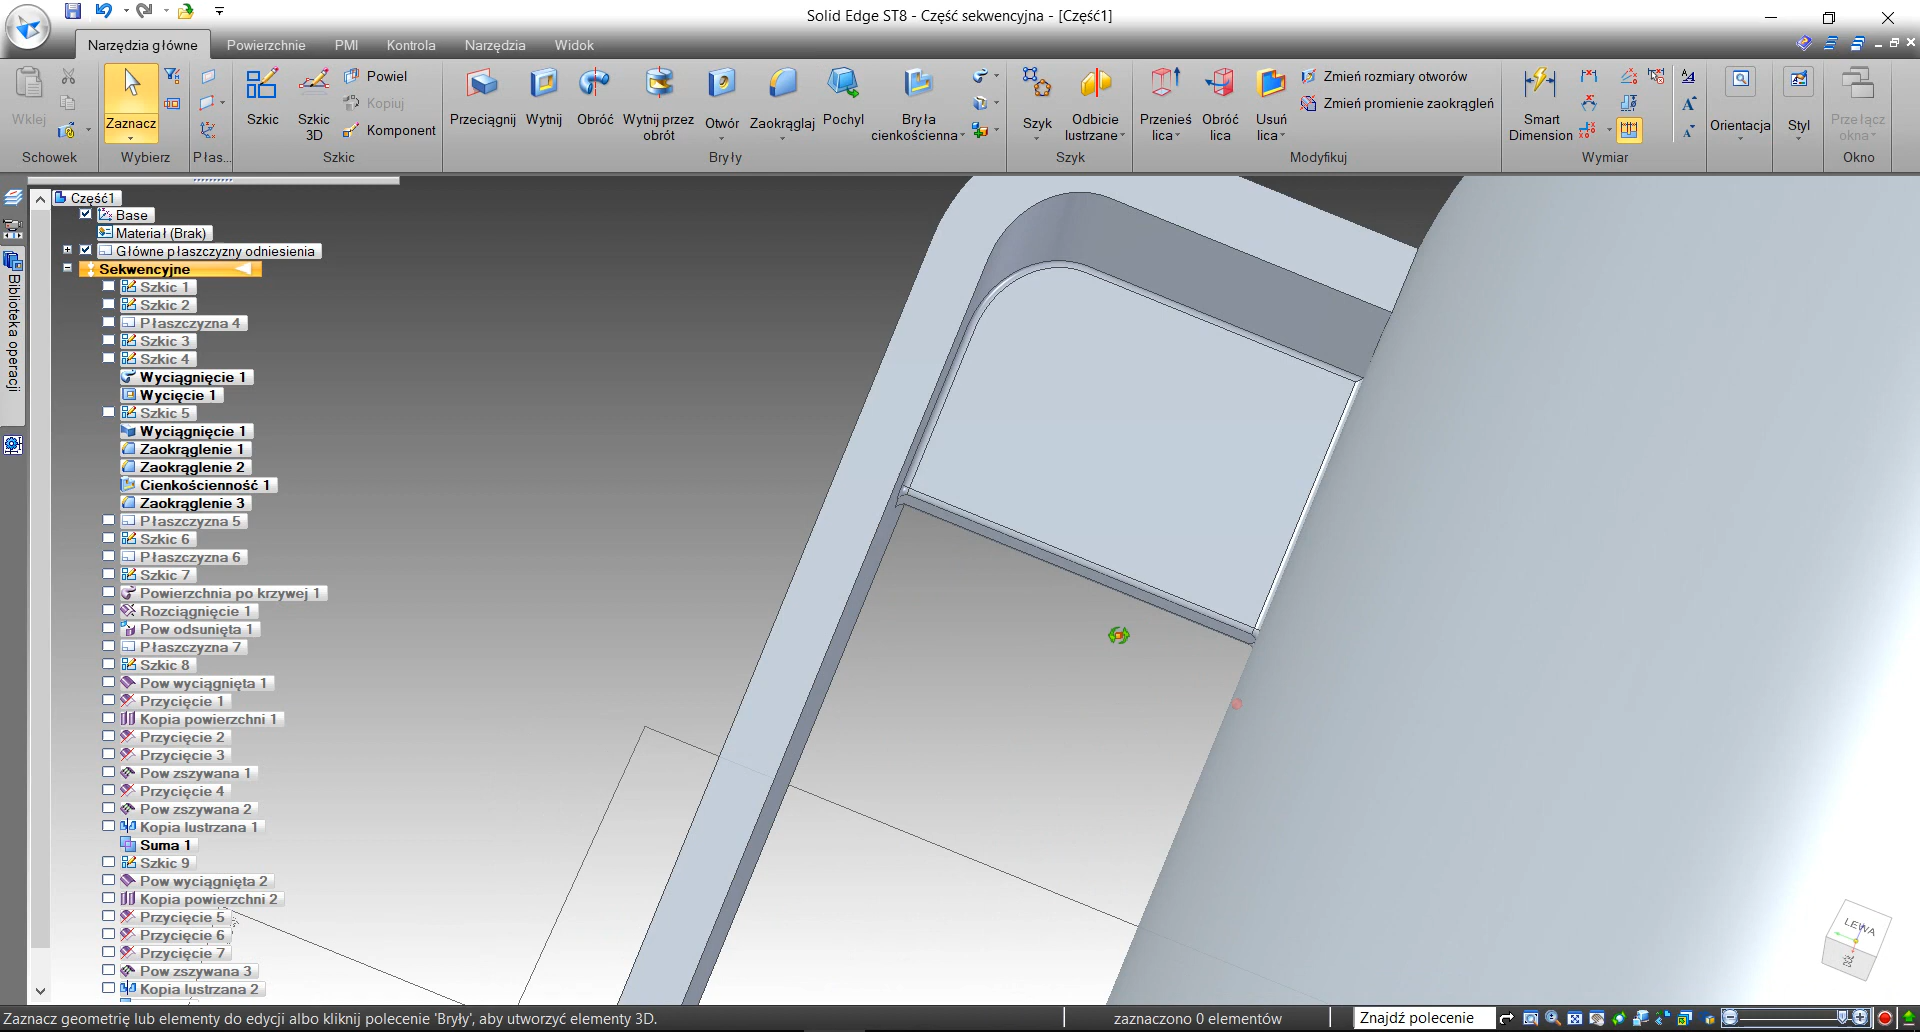 Solid Edge ST8 - Część sekwencyjna - [Część1]
Narzędzia główne Powierzchnie PMI Kontrola Narzędzia Widok
Wklej
Schowek
Zaznacz
Wybierz
Płas...
Szkic
Szkic 3D
Powiel
Kopiuj
Komponent
Szkic
Przeciągnij
Wytnij
Obróć
Wytnij przez obrót
Otwór
Zaokrąglaj
Pochyl
Bryła cienkościenna
Bryły
Szyk
Odbicie lustrzane
Szyk
Przenieś lica
Obróć lica
Usuń lica
Zmień rozmiary otworów
Zmień promienie zaokrągleń
Modyfikuj
Smart Dimension
Wymiar
Orientacja
Styl
Przełącz okna
Okno
Biblioteka operacji
Część1
Base
Materiał (Brak)
Główne płaszczyzny odniesienia
Sekwencyjne
Szkic 1
Szkic 2
Płaszczyzna 4
Szkic 3
Szkic 4
Wyciągnięcie 1
Wycięcie 1
Szkic 5
Wyciągnięcie 1
Zaokrąglenie 1
Zaokrąglenie 2
Cienkościenność 1
Zaokrąglenie 3
Płaszczyzna 5
Szkic 6
Płaszczyzna 6
Szkic 7
Powierzchnia po krzywej 1
Rozciągnięcie 1
Pow odsunięta 1
Płaszczyzna 7
Szkic 8
Pow wyciągnięta 1
Przycięcie 1
Kopia powierzchni 1
Przycięcie 2
Przycięcie 3
Pow zszywana 1
Przycięcie 4
Pow zszywana 2
Kopia lustrzana 1
Suma 1
Szkic 9
Pow wyciągnięta 2
Kopia powierzchni 2
Przycięcie 5
Przycięcie 6
Przycięcie 7
Pow zszywana 3
Kopia lustrzana 2
LEWA
Zaznacz geometrię lub elementy do edycji albo kliknij polecenie 'Bryły', aby utworzyć elementy 3D.
zaznaczono 0 elementów
Znajdź polecenie